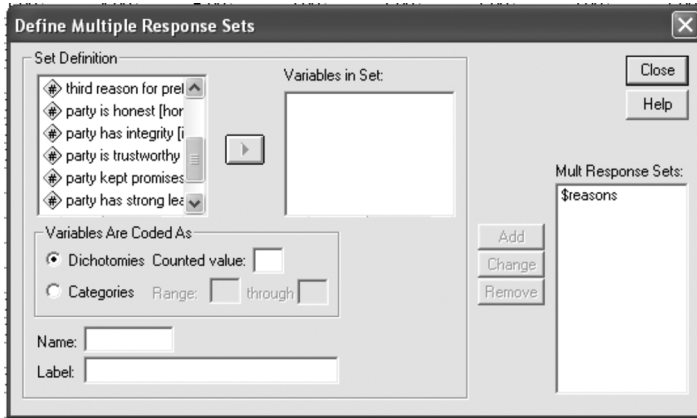 Define Multiple Response Sets
Set Definition
third reason for prel
party is honest [hor
party has integrity [i
party is trustworthy
party kept promises
party has strong lea
Variables in Set:
Variables Are Coded As
Dichotomies Counted value:
Categories Range: through
Name:
Label:
Close
Help
Mult Response Sets:
$reasons
Add
Change
Remove